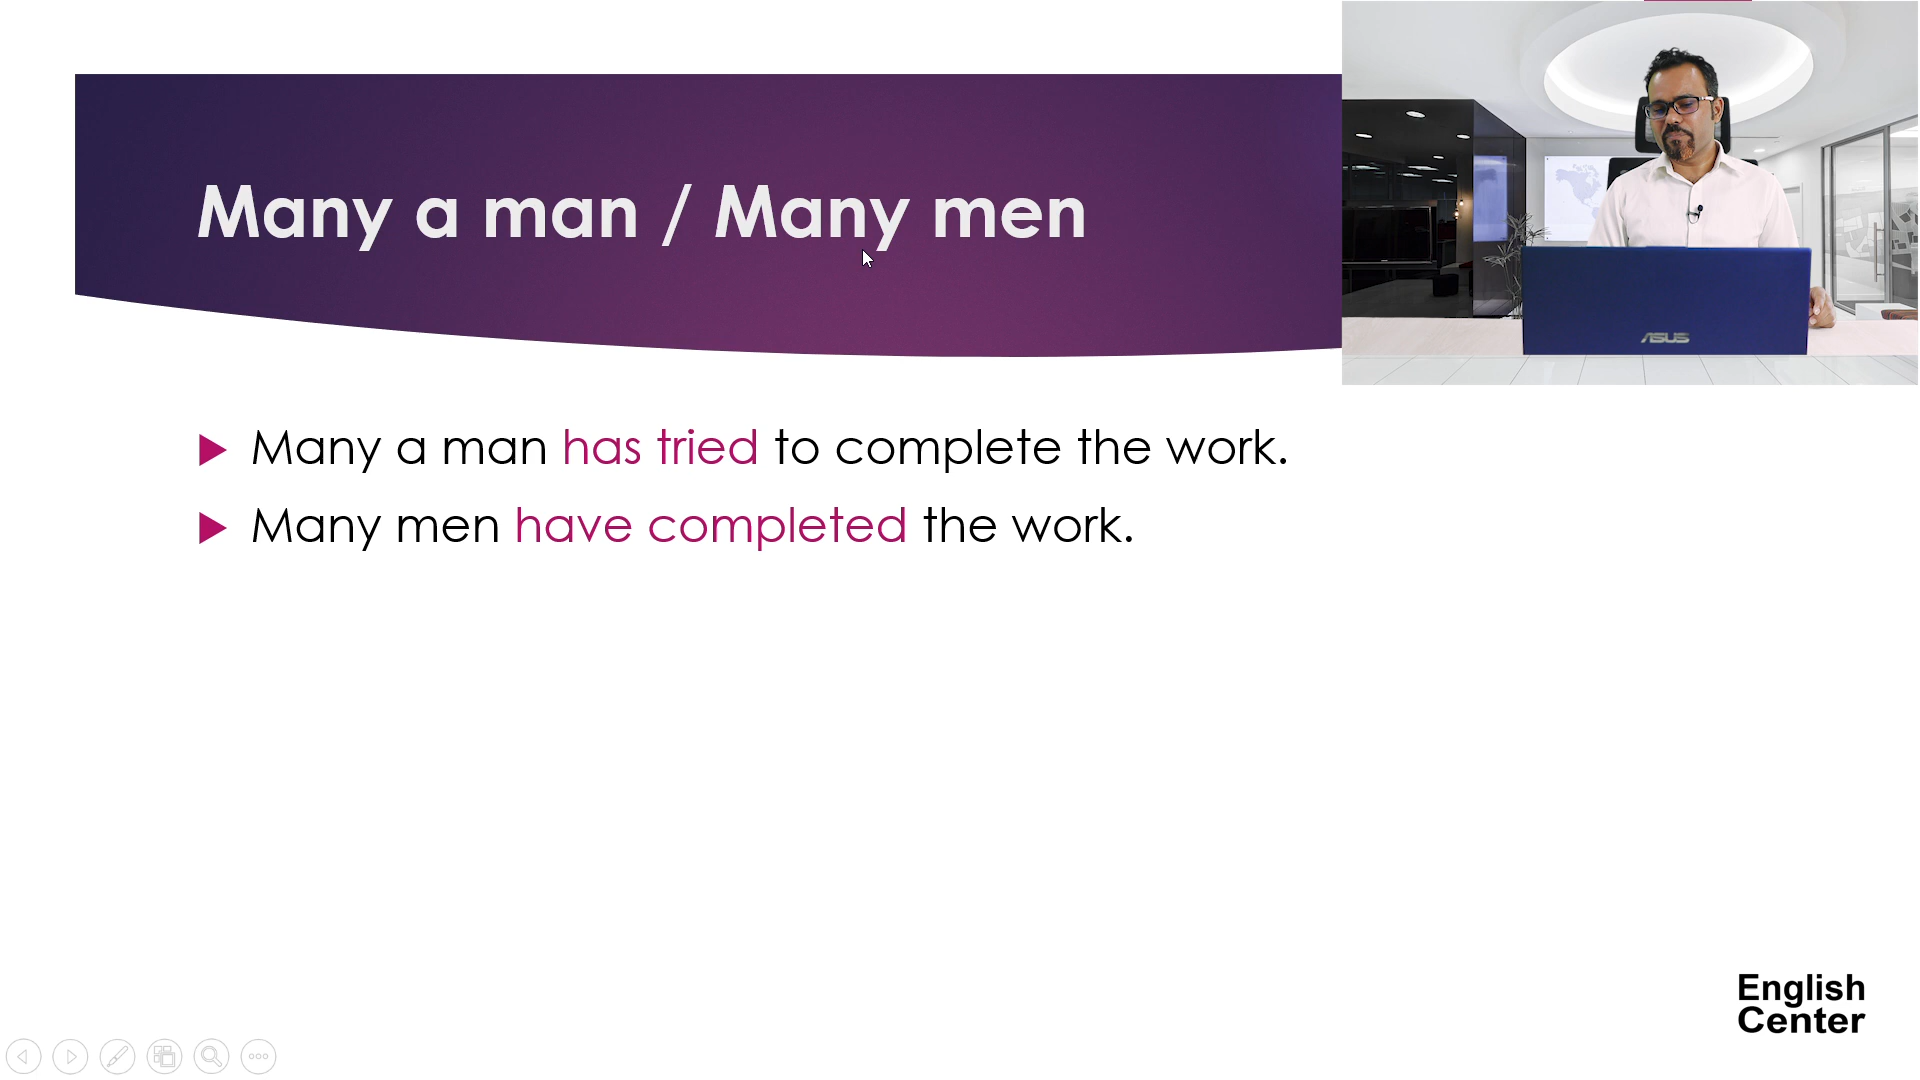 Many a man / Many men
Many a man has tried to complete the work.
Many men have completed the work.
ASUS
English
Center